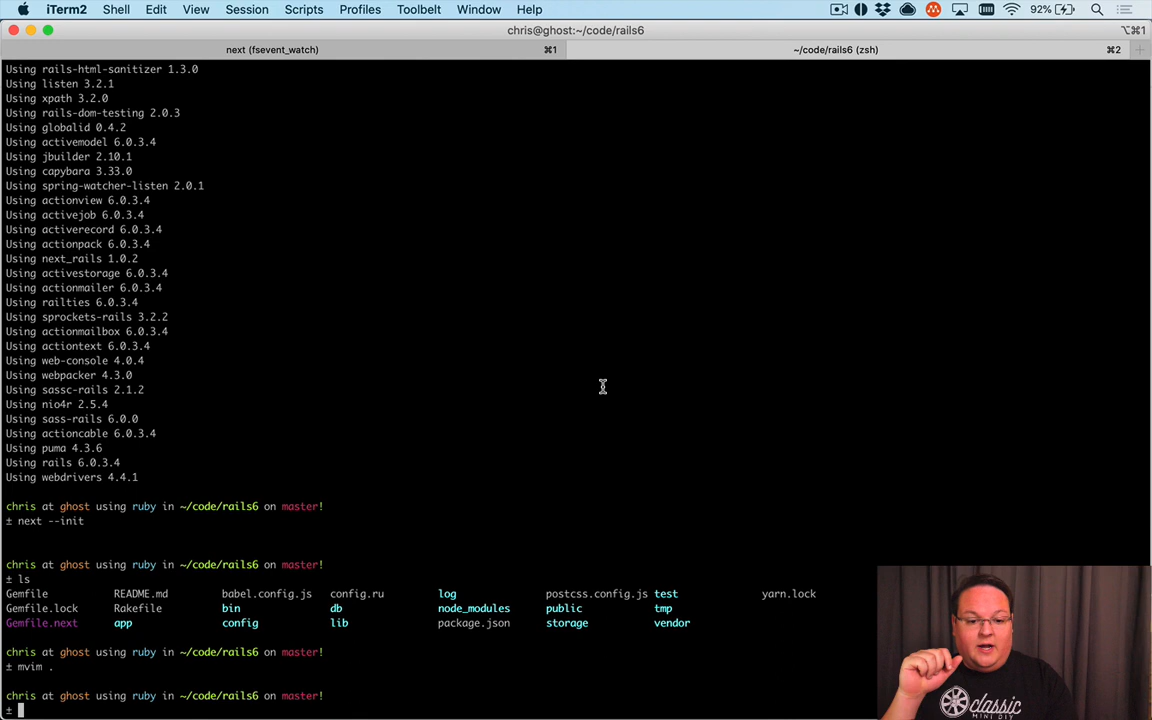 iTerm2 Shell Edit View Session Scripts Profiles Toolbelt Window Help 92%
chris@ghost:~/code/rails6 ⌥⌘1
next (fsevent_watch) ⌘1 ~/code/rails6 (zsh) ⌘2 +
Using rails-html-sanitizer 1.3.0
Using listen 3.2.1
Using xpath 3.2.0
Using rails-dom-testing 2.0.3
Using globalid 0.4.2
Using activemodel 6.0.3.4
Using jbuilder 2.10.1
Using capybara 3.33.0
Using spring-watcher-listen 2.0.1
Using actionview 6.0.3.4
Using activejob 6.0.3.4
Using activerecord 6.0.3.4
Using actionpack 6.0.3.4
Using next_rails 1.0.2
Using activestorage 6.0.3.4
Using actionmailer 6.0.3.4
Using railties 6.0.3.4
Using sprockets-rails 3.2.2
Using actionmailbox 6.0.3.4
Using actiontext 6.0.3.4
Using web-console 4.0.4
Using webpacker 4.3.0
Using sassc-rails 2.1.2
Using nio4r 2.5.4
Using sass-rails 6.0.0
Using actioncable 6.0.3.4
Using puma 4.3.6
Using rails 6.0.3.4
Using webdrivers 4.4.1
chris at ghost using ruby in ~/code/rails6 on master!
± next --init
chris at ghost using ruby in ~/code/rails6 on master!
± ls
Gemfile README.md babel.config.js config.ru log postcss.config.js test yarn.lock
Gemfile.lock Rakefile bin db node_modules public tmp
Gemfile.next app config lib package.json storage vendor
chris at ghost using ruby in ~/code/rails6 on master!
± mvim .
chris at ghost using ruby in ~/code/rails6 on master!
±
classic
MINI DIY